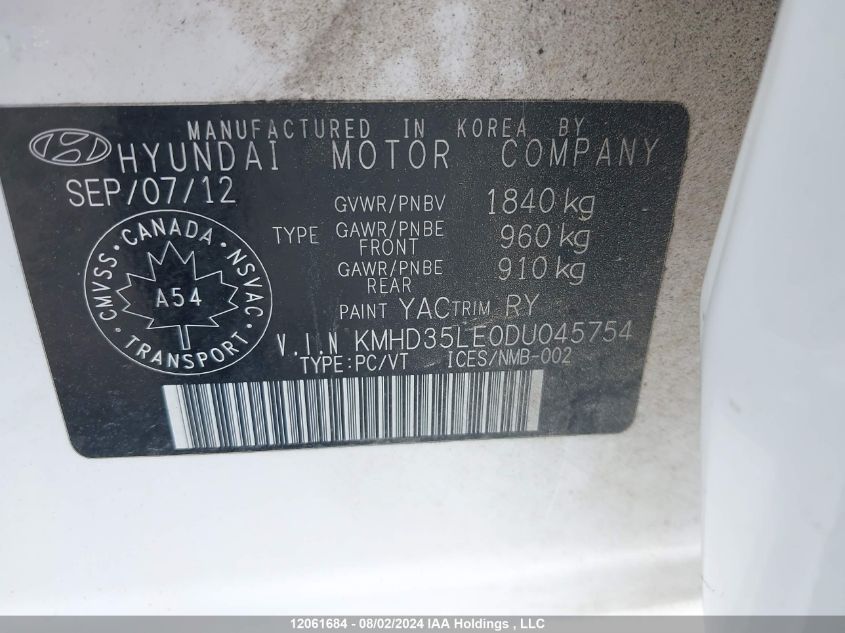 MANUFACTURED IN KOREA BY
HYUNDAI MOTOR COMPANY
SEP/07/12
GVWR/PNBV 1840 kg
TYPE GAWR/PNBE FRONT 960 kg
GAWR/PNBE REAR 910 kg
PAINT YAC TRIM RY
V.I.N KMHD35LE0DU045754
TYPE:PC/VT ICES/NMB-002
CMVSS · CANADA · NSVAC · TRANSPORT ·
A54
12061684 - 08/02/2024 IAA Holdings , LLC